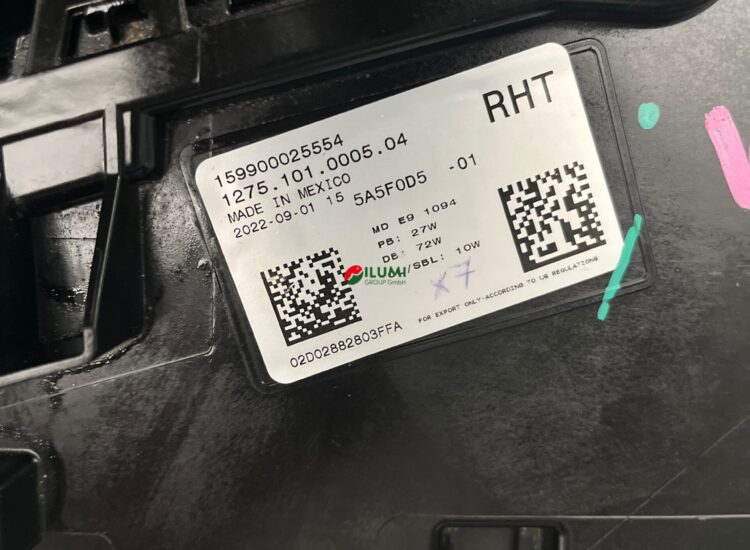 RHT
159900025554
1275.101.0005.04
MADE IN MEXICO
2022-09-01 15 5A5F0D5 -01
MD E9 1094
PB: 27W
DE: 72W
/SBL: 10W
X7
ILUMI
GROUP GmbH
02D02882803FFA
FOR EXPORT ONLY-ACCORDING TO US REGULATIONS